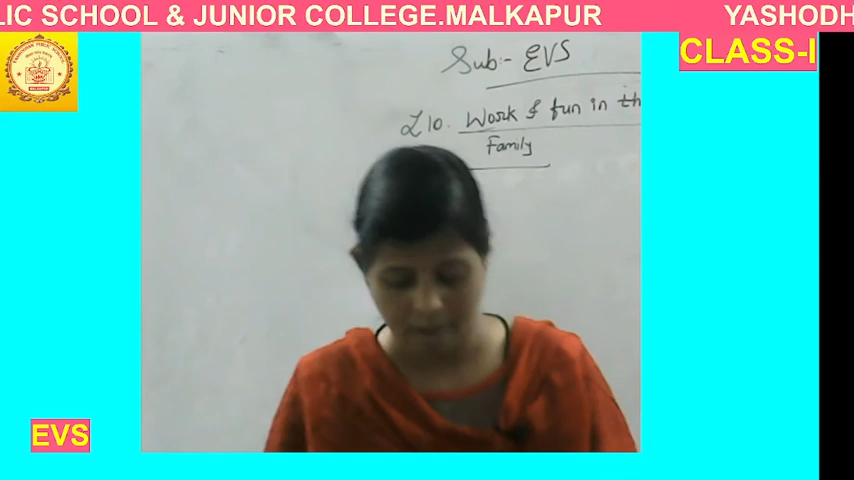 LIC SCHOOL & JUNIOR COLLEGE.MALKAPUR YASHODH
CLASS-I
Sub:- EVS
L10. Work & fun in th
Family
EVS